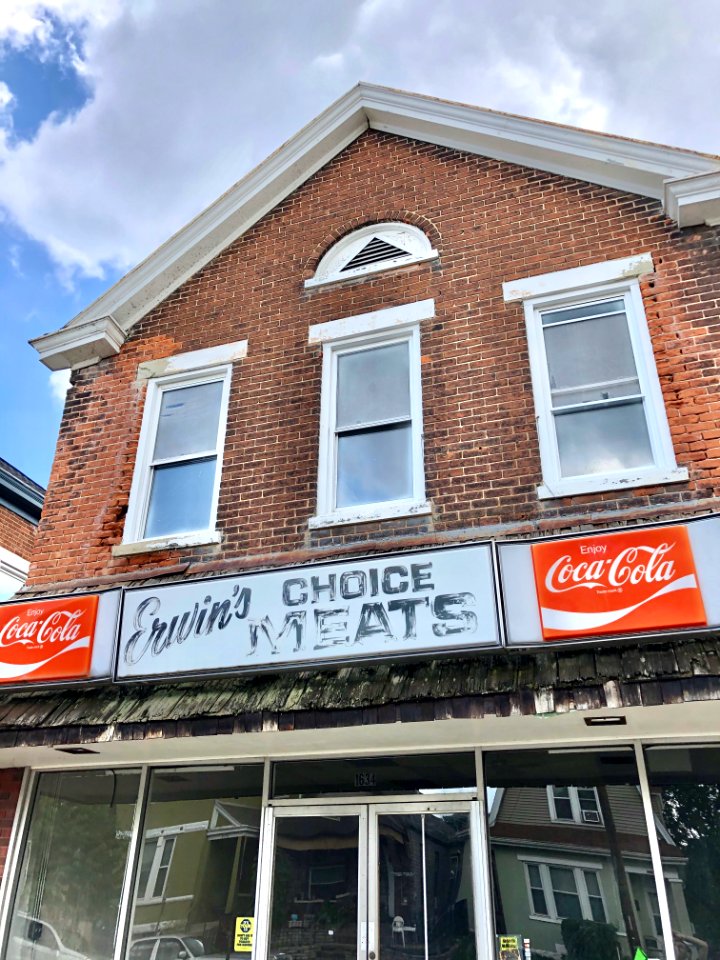 Enjoy
Coca-Cola
Erwin's CHOICE
MEATS
Enjoy
Coca-Cola
1634